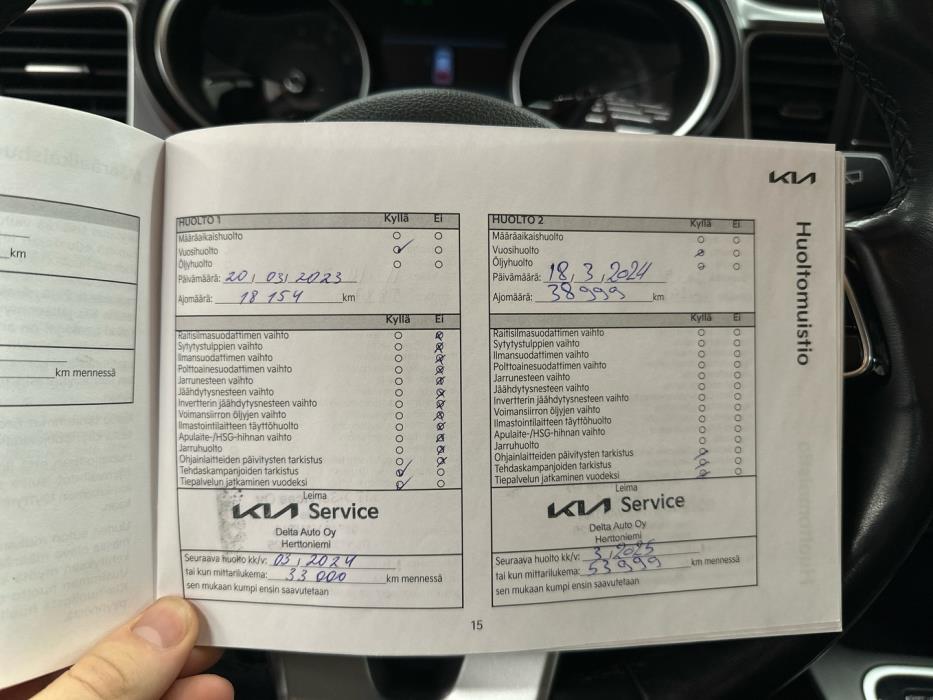 km
km mennessä
KIA
Huoltomuistio
HUOLTO 1 Kyllä Ei
Määräaikaishuolto
Vuosihuolto
Öljyhuolto
Päivämäärä: 20, 03, 2023
Ajomäärä: 18 154 km
Kyllä Ei
Raitisilmasuodattimen vaihto
Sytytystulppien vaihto
Ilmansuodattimen vaihto
Polttoainesuodattimen vaihto
Jarrunesteen vaihto
Jäähdytysnesteen vaihto
Invertterin jäähdytysnesteen vaihto
Voimansiirron öljyjen vaihto
Ilmastointilaitteen täyttöhuolto
Apulaite-/HSG-hihnan vaihto
Jarruhuolto
Ohjainlaitteiden päivitysten tarkistus
Tehdaskampanjoiden tarkistus
Tiepalvelun jatkaminen vuodeksi
Leima
KIA Service
Delta Auto Oy
Herttoniemi
Seuraava huolto kk/v: 03, 2024
tai kun mittarilukema: 33 000 km mennessä
sen mukaan kumpi ensin saavutetaan
HUOLTO 2 Kyllä Ei
Määräaikaishuolto
Vuosihuolto
Öljyhuolto
Päivämäärä: 18, 3, 2024
Ajomäärä: 38999 km
Kyllä Ei
Raitisilmasuodattimen vaihto
Sytytystulppien vaihto
Ilmansuodattimen vaihto
Polttoainesuodattimen vaihto
Jarrunesteen vaihto
Jäähdytysnesteen vaihto
Invertterin jäähdytysnesteen vaihto
Voimansiirron öljyjen vaihto
Ilmastointilaitteen täyttöhuolto
Apulaite-/HSG-hihnan vaihto
Jarruhuolto
Ohjainlaitteiden päivitysten tarkistus
Tehdaskampanjoiden tarkistus
Tiepalvelun jatkaminen vuodeksi
Leima
KIA Service
Delta Auto Oy
Herttoniemi
Seuraava huolto kk/v: 3, 2025
tai kun mittarilukema: 53999 km mennessä
sen mukaan kumpi ensin saavutetaan
15